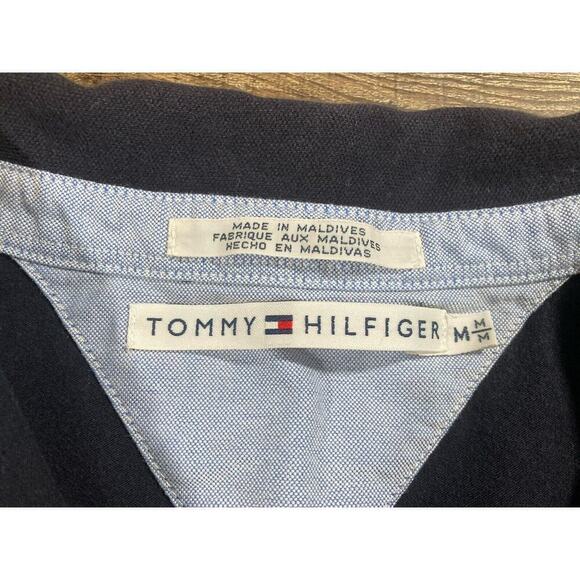 MADE IN MALDIVES
FABRIQUE AUX MALDIVES
HECHO EN MALDIVAS
TOMMY HILFIGER
M M/M